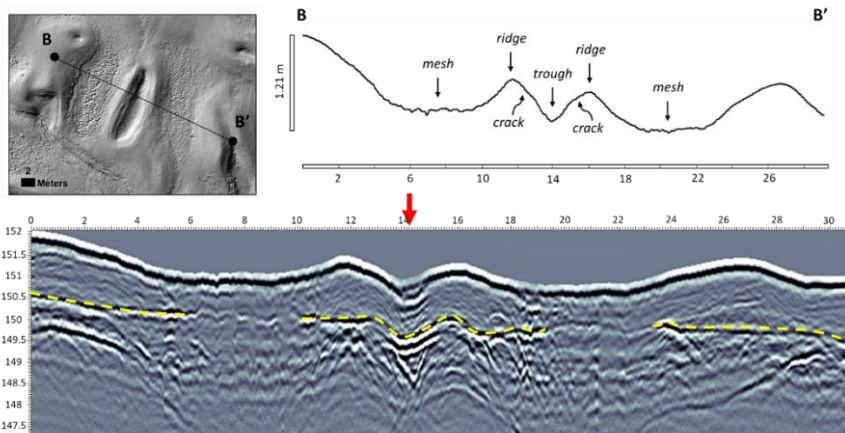 B
B'
2
Meters
B
B'
1.21 m
mesh
ridge
crack
trough
ridge
crack
mesh
2 6 10 14 18 22 26
0 2 4 6 8 10 12 14 16 18 20 22 24 26 28 30
152
151.5
151
150.5
150
149.5
149
148.5
148
147.5